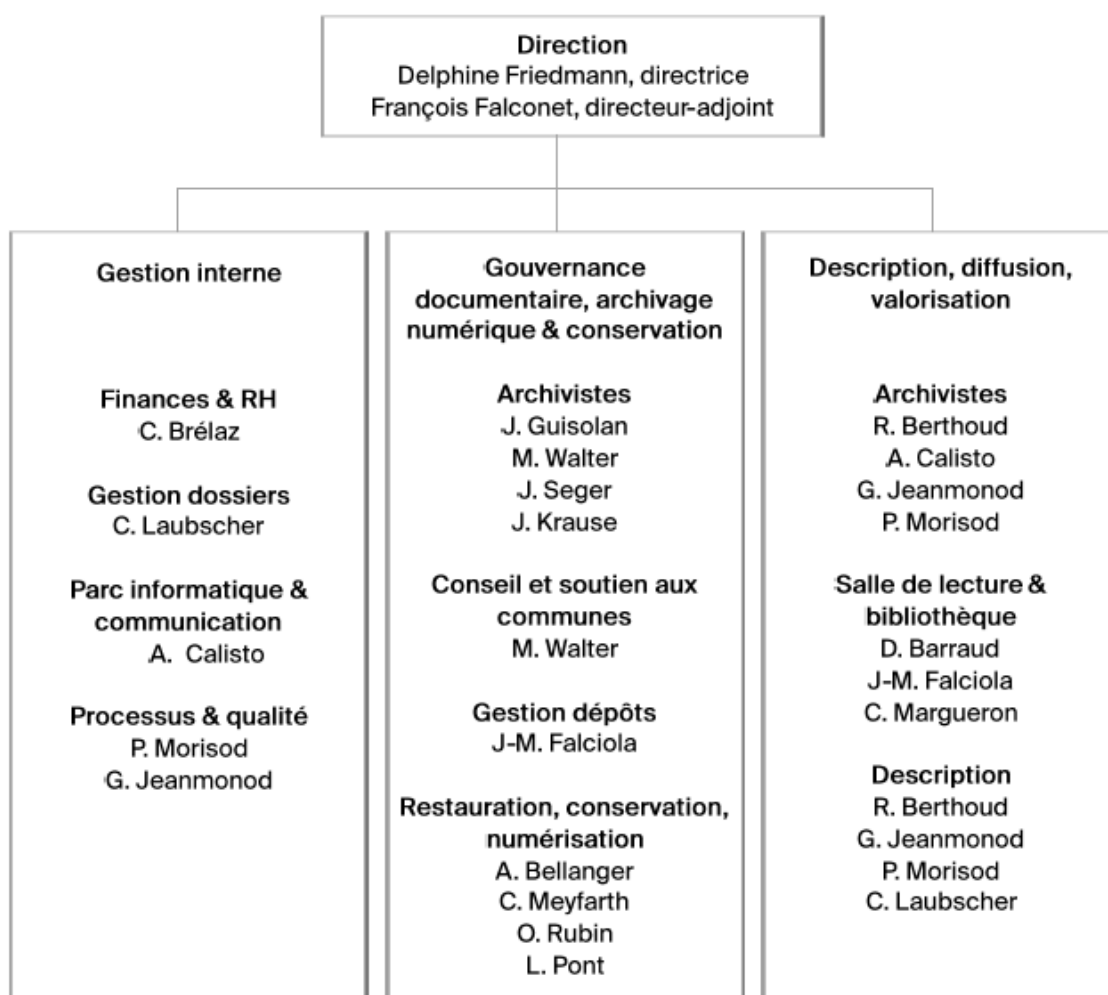 Direction
Delphine Friedmann, directrice
François Falconet, directeur-adjoint
Gestion interne
Finances & RH
C. Brélaz
Gestion dossiers
C. Laubscher
Parc informatique &
communication
A. Calisto
Processus & qualité
P. Morisod
G. Jeanmonod
Gouvernance
documentaire, archivage
numérique & conservation
Archivistes
J. Guisolan
M. Walter
J. Seger
J. Krause
Conseil et soutien aux
communes
M. Walter
Gestion dépôts
J-M. Falciola
Restauration, conservation,
numérisation
A. Bellanger
C. Meyfarth
O. Rubin
L. Pont
Description, diffusion,
valorisation
Archivistes
R. Berthoud
A. Calisto
G. Jeanmonod
P. Morisod
Salle de lecture &
bibliothèque
D. Barraud
J-M. Falciola
C. Margueron
Description
R. Berthoud
G. Jeanmonod
P. Morisod
C. Laubscher